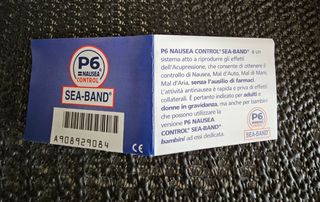 P6
NAUSEA
CONTROL
SEA-BAND®
A908929084
CE
P6 NAUSEA CONTROL® SEA-BAND® è un
sistema atto a riprodurre gli effetti
dell'Acupressione, che consente di ottenere il
controllo di Nausea, Mal d'Auto, Mal di Mare,
Mal d'Aria, senza l'ausilio di farmaci.
L'attività antinausea è rapida e priva di effetti
collaterali. È pertanto indicato per adulti e
donne in gravidanza, ma anche per bambini
che possono utilizzare la
versione P6 NAUSEA
CONTROL® SEA-BAND®
bambini ad essi dedicata.
P6
NAUSEA
CONTROL
SEA-BAND®